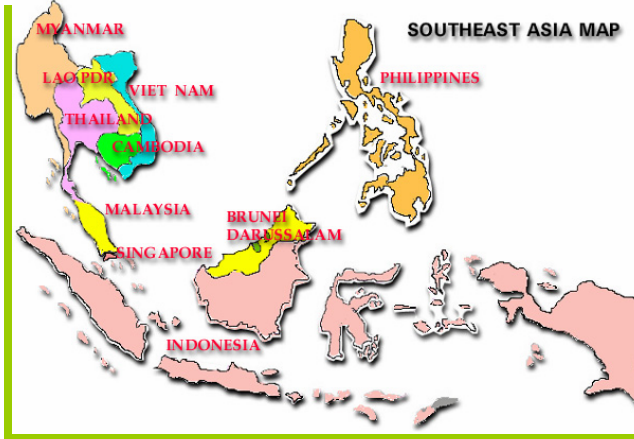 SOUTHEAST ASIA MAP
MYANMAR
LAO PDR
VIET NAM
THAILAND
CAMBODIA
PHILIPPINES
MALAYSIA
SINGAPORE
BRUNEI
DARUSSALAM
INDONESIA